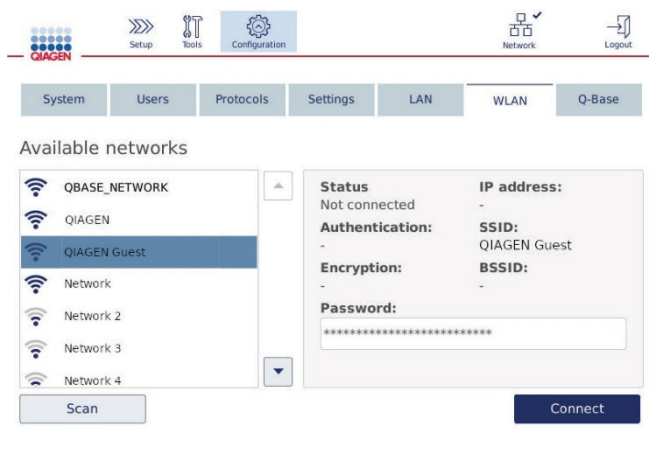 QIAGEN
Setup
Tools
Configuration
Network
Logout
System Users Protocols Settings LAN WLAN Q-Base
Available networks
QBASE_NETWORK
QIAGEN
QIAGEN Guest
Network
Network 2
Network 3
Network 4
Status
Not connected
Authentication:
-
Encryption:
-
IP address:
-
SSID:
QIAGEN Guest
BSSID:
-
Password:
**************************
Scan
Connect